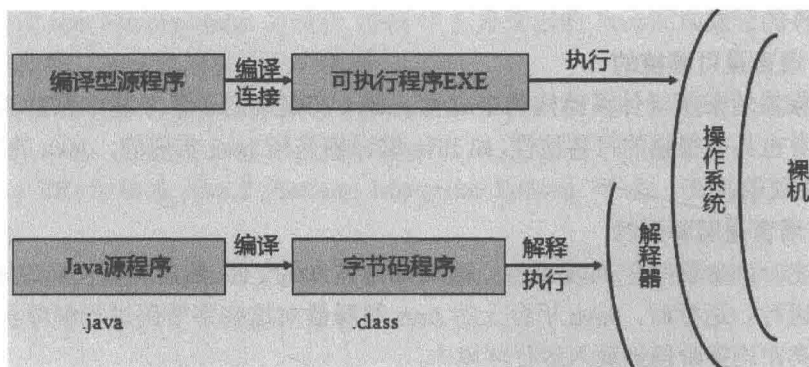 编译型源程序
编译
连接
可执行程序EXE
执行
操作系统
裸机
Java源程序
编译
字节码程序
解释
执行
解释器
.java
.class